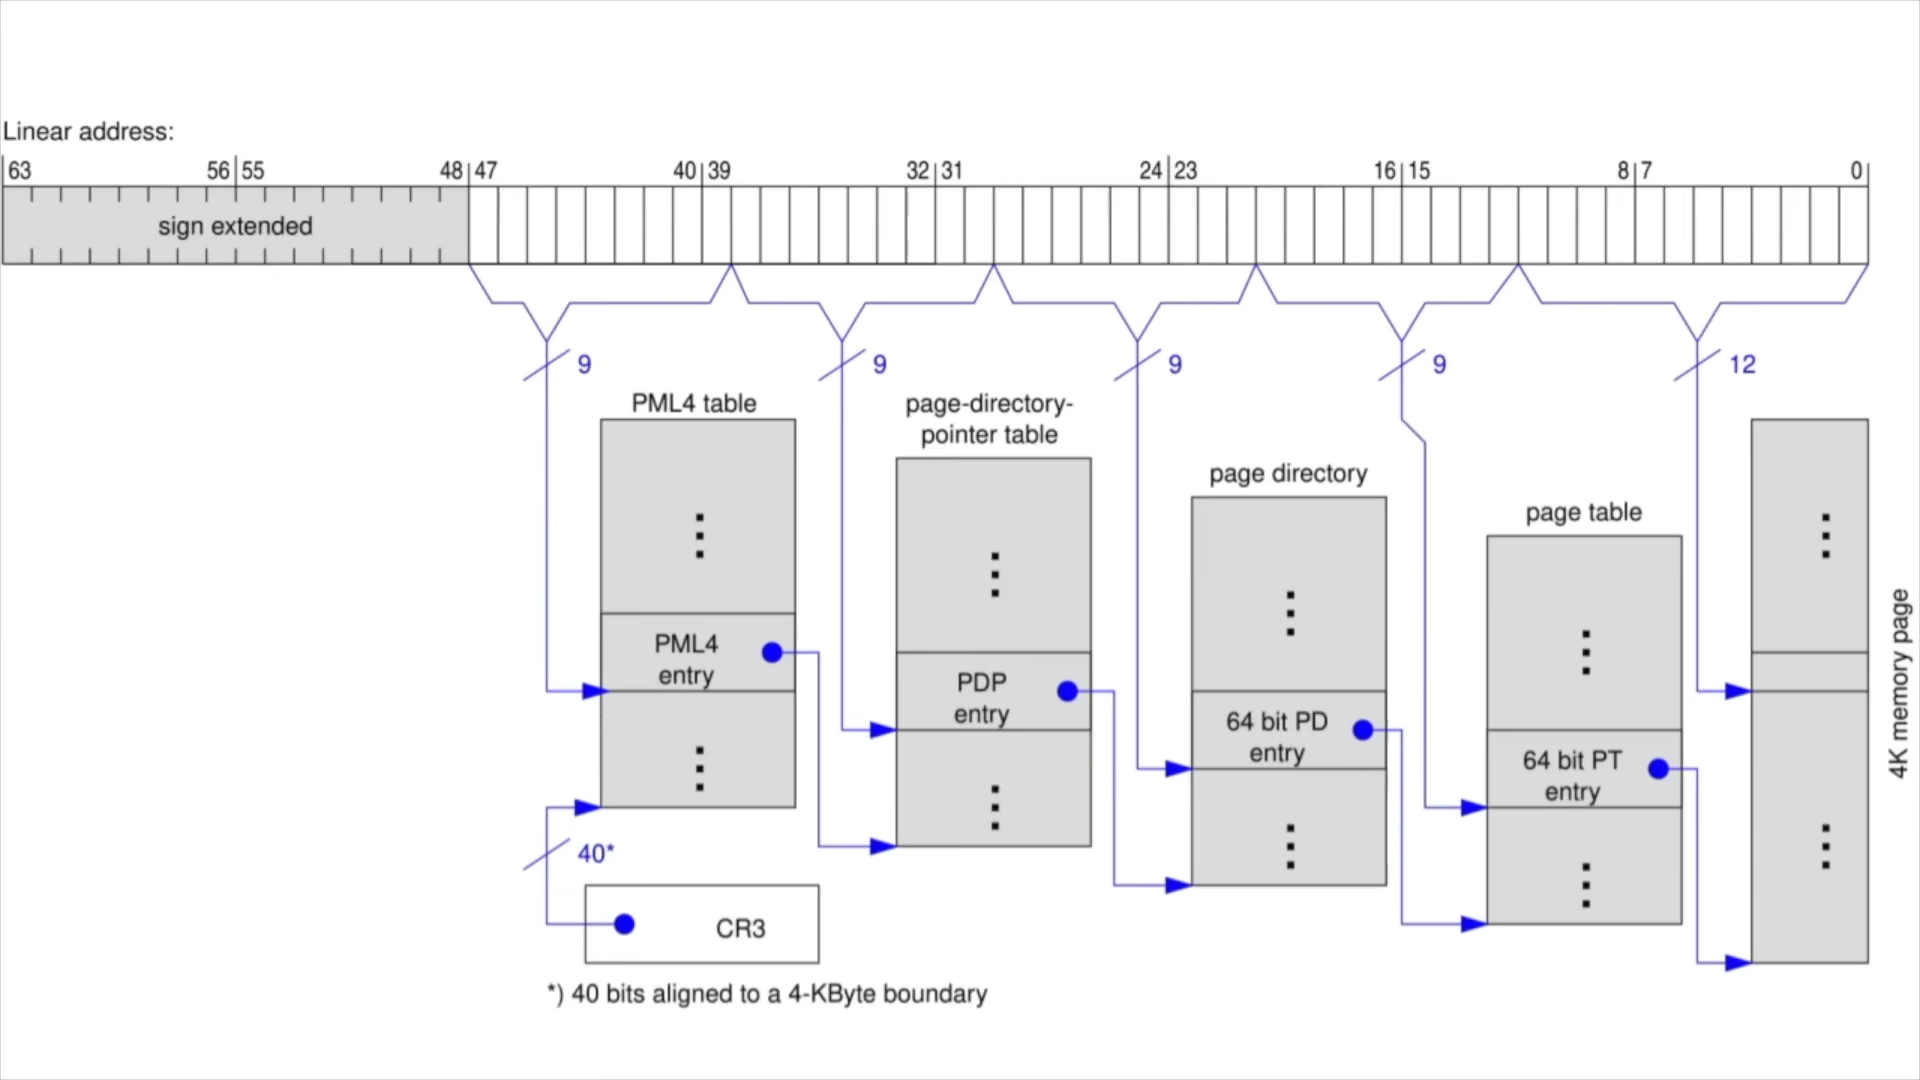 Linear address:
63 56 55 48 47 40 39 32 31 24 23 16 15 8 7 0
sign extended
9 9 9 9 12
PML4 table
page-directory-
pointer table
page directory
page table
PML4
entry
PDP
entry
64 bit PD
entry
64 bit PT
entry
4K memory page
40*
CR3
*) 40 bits aligned to a 4-KByte boundary